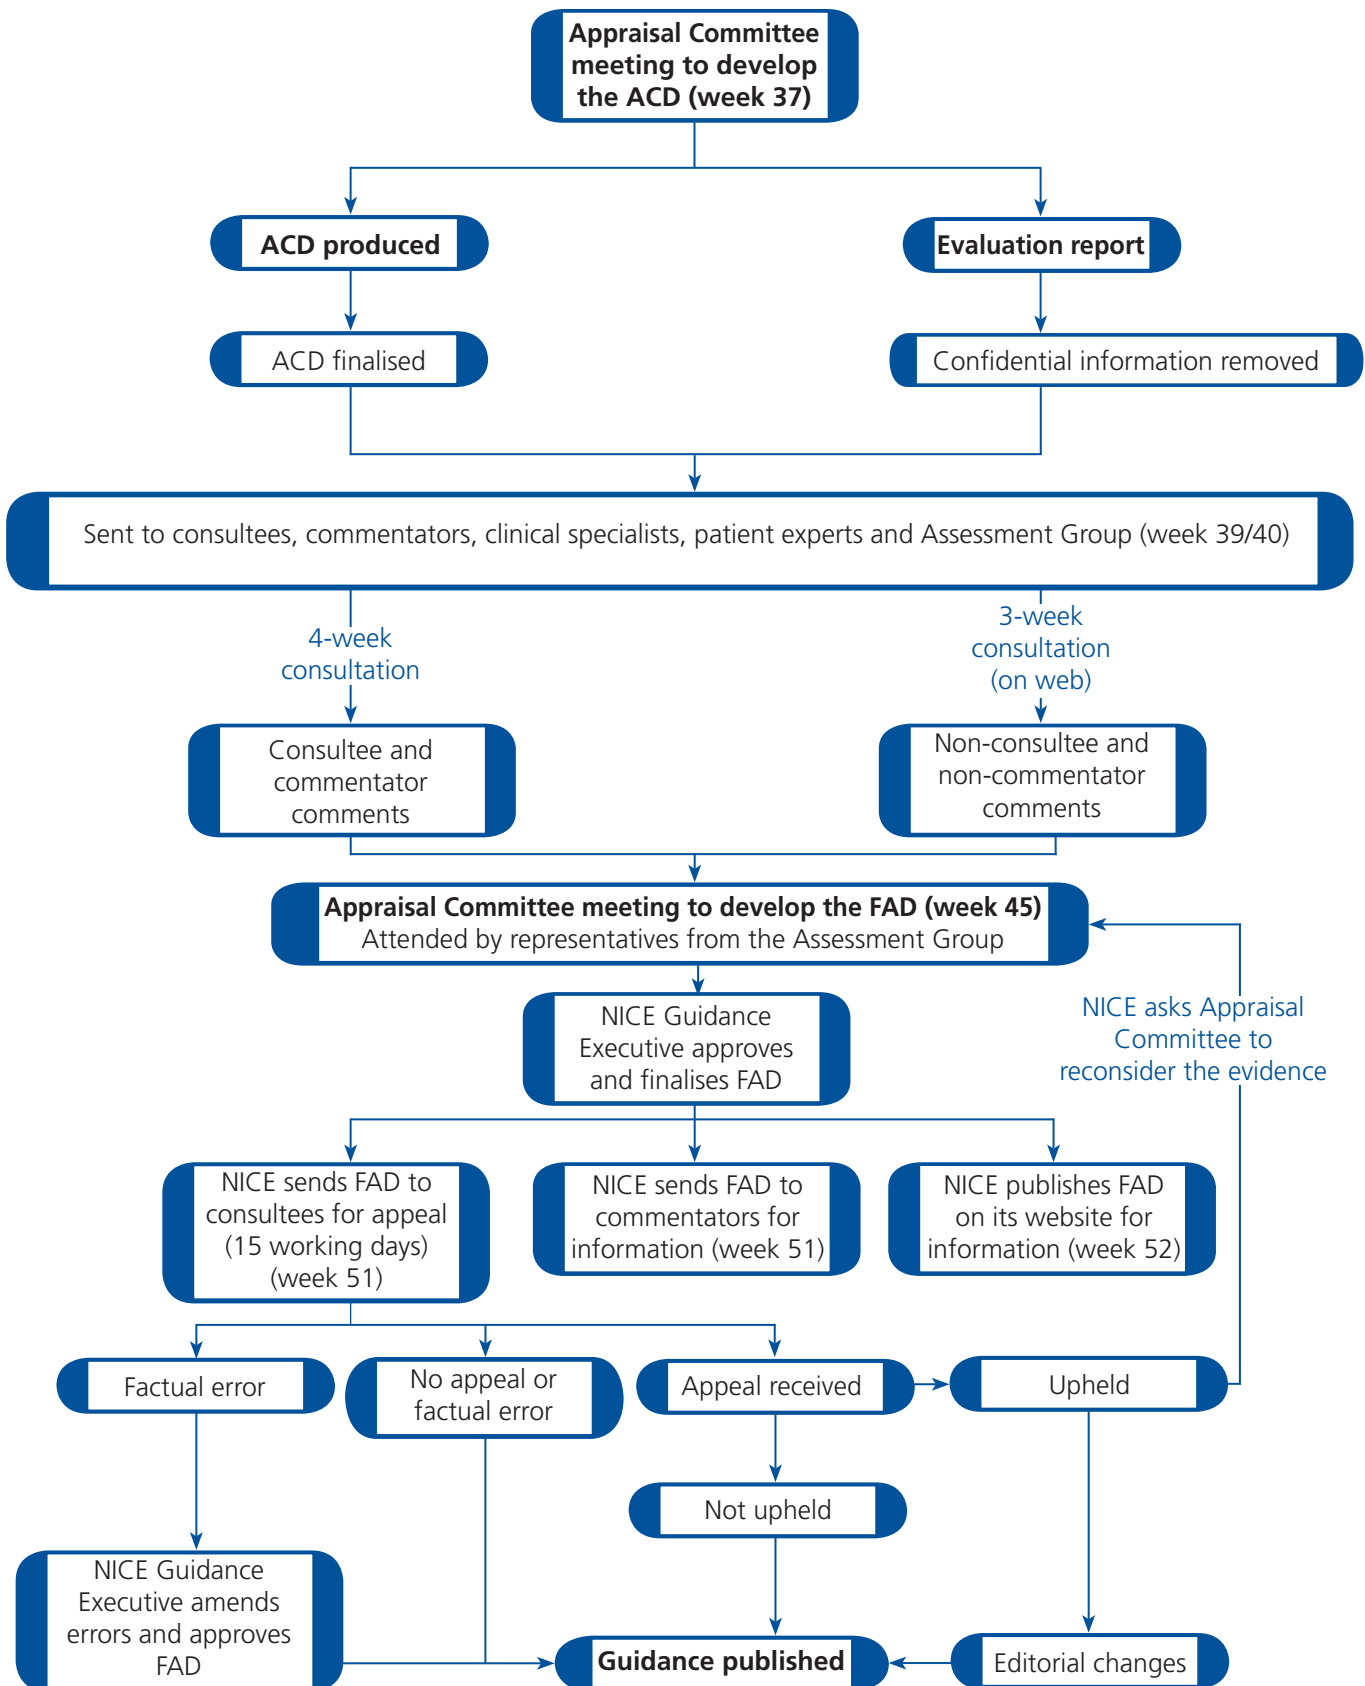 Appraisal Committee
meeting to develop
the ACD (week 37)
ACD produced
Evaluation report
ACD finalised
Confidential information removed
Sent to consultees, commentators, clinical specialists, patient experts and Assessment Group (week 39/40)
4-week
consultation
3-week
consultation
(on web)
Consultee and
commentator
comments
Non-consultee and
non-commentator
comments
Appraisal Committee meeting to develop the FAD (week 45)
Attended by representatives from the Assessment Group
NICE asks Appraisal
Committee to
reconsider the evidence
NICE Guidance
Executive approves
and finalises FAD
NICE sends FAD to
consultees for appeal
(15 working days)
(week 51)
NICE sends FAD to
commentators for
information (week 51)
NICE publishes FAD
on its website for
information (week 52)
Factual error
No appeal or
factual error
Appeal received
Upheld
Not upheld
NICE Guidance
Executive amends
errors and approves
FAD
Guidance published
Editorial changes